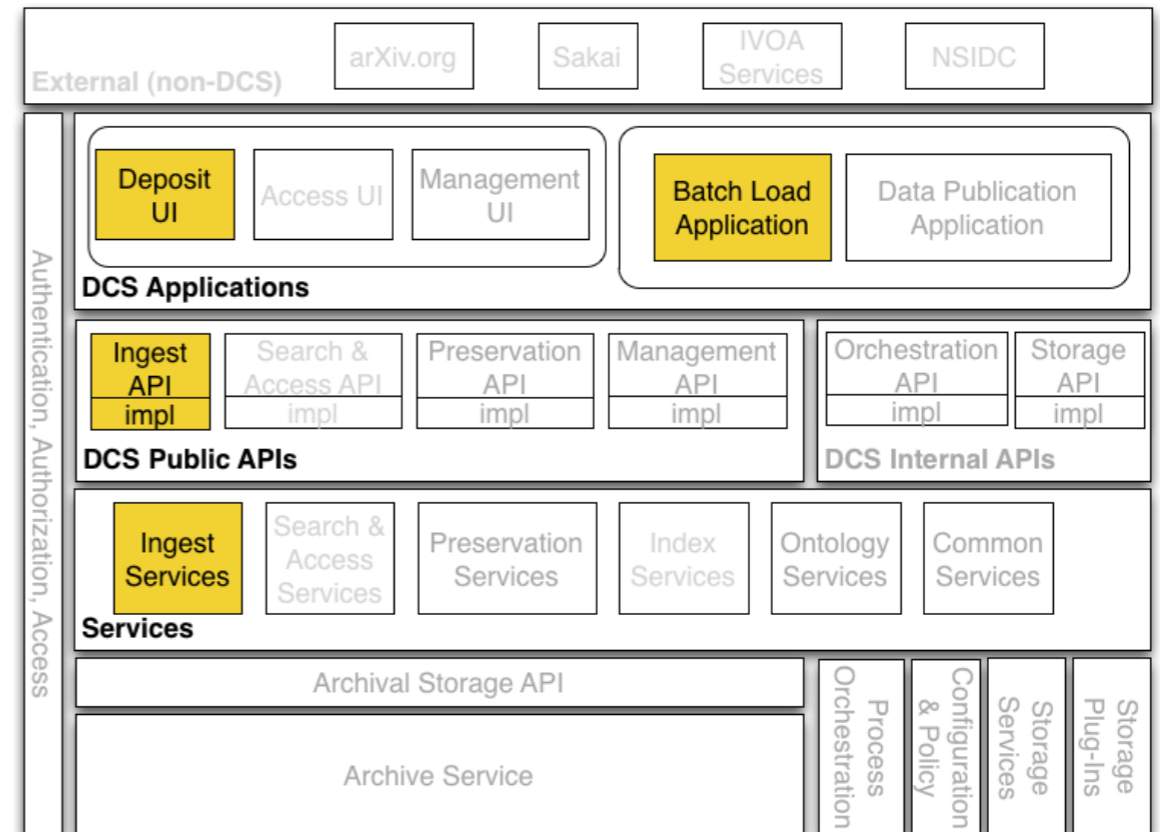 External (non-DCS)
arXiv.org
Sakai
IVOA
Services
NSIDC
Authentication, Authorization, Access
Deposit
UI
Access UI
Management
UI
Batch Load
Application
Data Publication
Application
DCS Applications
Ingest
API
impl
Search &
Access API
impl
Preservation
API
impl
Management
API
impl
DCS Public APIs
Orchestration
API
impl
Storage
API
impl
DCS Internal APIs
Ingest
Services
Search &
Access
Services
Preservation
Services
Index
Services
Ontology
Services
Common
Services
Services
Archival Storage API
Archive Service
Process
Orchestration
Configuration
& Policy
Storage
Services
Storage
Plug-Ins